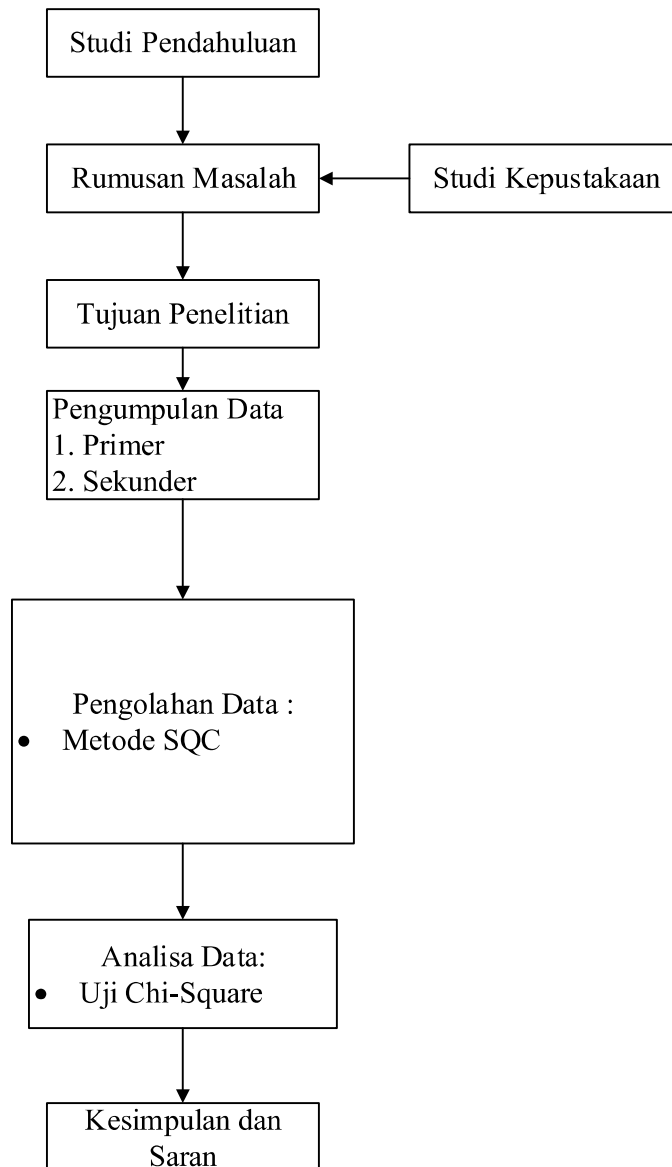 Studi Pendahuluan
Rumusan Masalah
Studi Kepustakaan
Tujuan Penelitian
Pengumpulan Data
1. Primer
2. Sekunder
Pengolahan Data :
• Metode SQC
Analisa Data:
• Uji Chi-Square
Kesimpulan dan
Saran